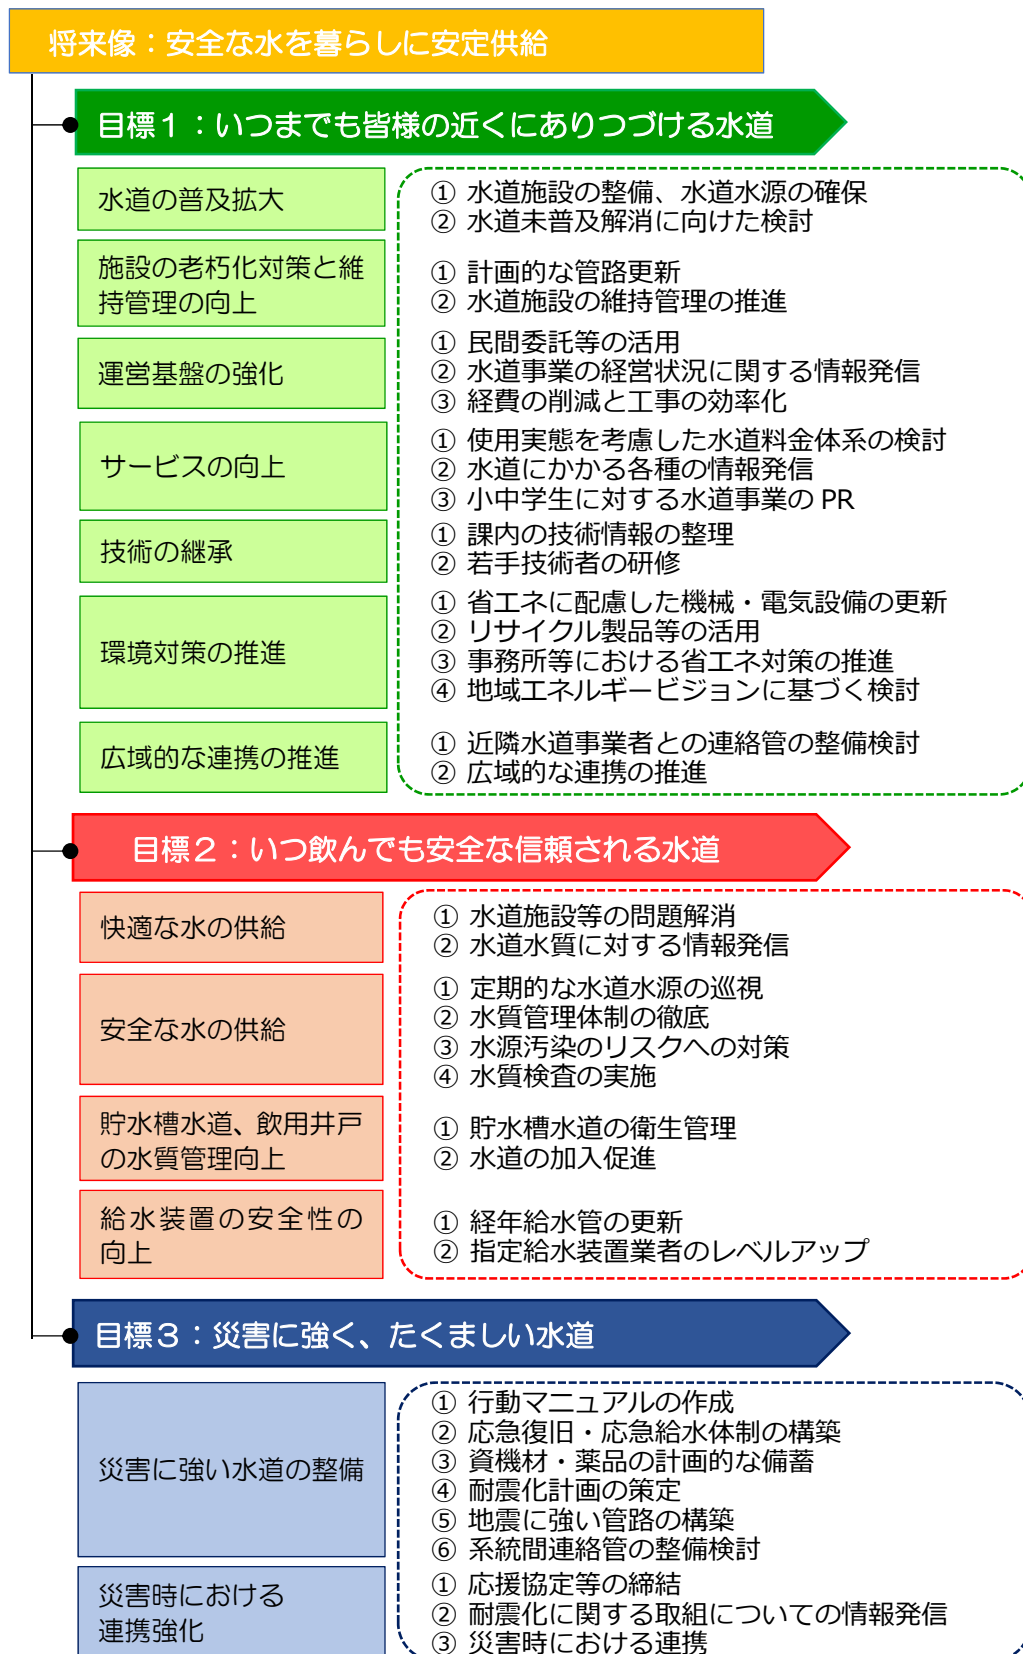 将来像：安全な水を暮らしに安定供給
目標１：いつまでも皆様の近くにありつづける水道
水道の普及拡大
① 水道施設の整備、水道水源の確保
② 水道未普及解消に向けた検討
施設の老朽化対策と維
持管理の向上
① 計画的な管路更新
② 水道施設の維持管理の推進
運営基盤の強化
① 民間委託等の活用
② 水道事業の経営状況に関する情報発信
③ 経費の削減と工事の効率化
サービスの向上
① 使用実態を考慮した水道料金体系の検討
② 水道にかかる各種の情報発信
③ 小中学生に対する水道事業の PR
技術の継承
① 課内の技術情報の整理
② 若手技術者の研修
環境対策の推進
① 省エネに配慮した機械・電気設備の更新
② リサイクル製品等の活用
③ 事務所等における省エネ対策の推進
④ 地域エネルギービジョンに基づく検討
広域的な連携の推進
① 近隣水道事業者との連絡管の整備検討
② 広域的な連携の推進
目標２：いつ飲んでも安全な信頼される水道
快適な水の供給
① 水道施設等の問題解消
② 水道水質に対する情報発信
安全な水の供給
① 定期的な水道水源の巡視
② 水質管理体制の徹底
③ 水源汚染のリスクへの対策
④ 水質検査の実施
貯水槽水道、飲用井戸
の水質管理向上
① 貯水槽水道の衛生管理
② 水道の加入促進
給水装置の安全性の
向上
① 経年給水管の更新
② 指定給水装置業者のレベルアップ
目標３：災害に強く、たくましい水道
災害に強い水道の整備
① 行動マニュアルの作成
② 応急復旧・応急給水体制の構築
③ 資機材・薬品の計画的な備蓄
④ 耐震化計画の策定
⑤ 地震に強い管路の構築
⑥ 系統間連絡管の整備検討
災害時における
連携強化
① 応援協定等の締結
② 耐震化に関する取組についての情報発信
③ 災害時における連携